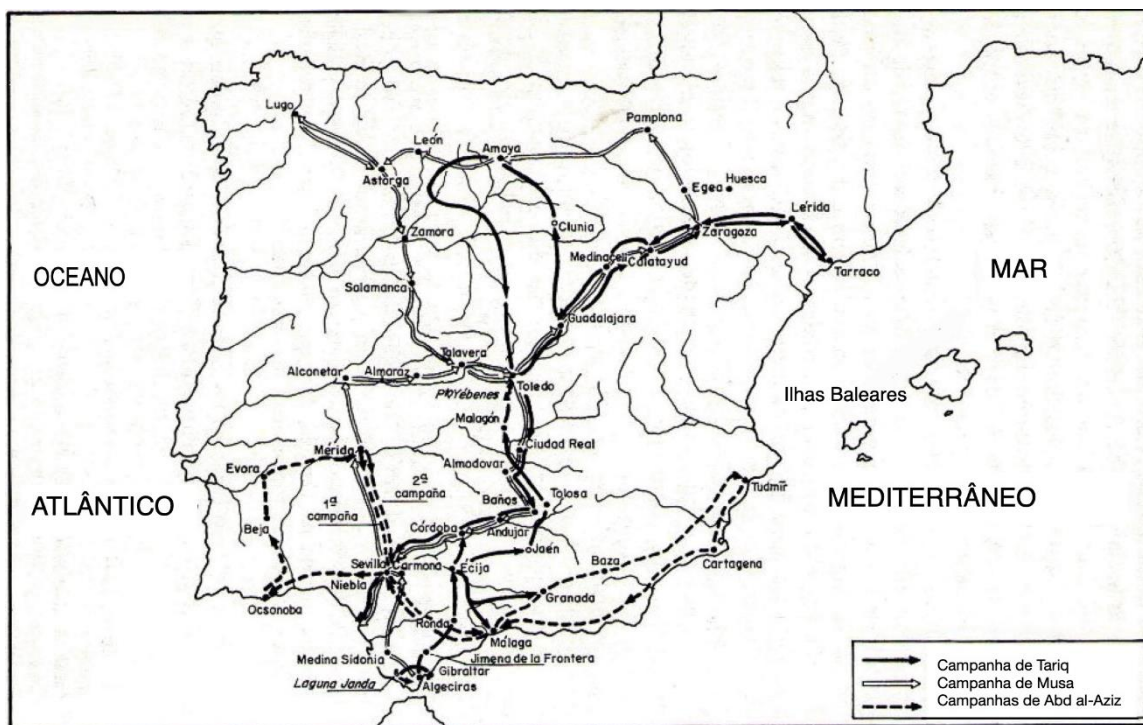 Lugo
León
Amaya
Pamplona
Astorga
Egea
Huesca
Lérida
Clunia
Zaragoza
Zamora
Medinaceli
Calatayud
Tarraco
OCEANO
MAR
Salamanca
Guadalajara
Talavera
Alconetar
Almaraz
Toledo
Pto Yébenes
Ilhas Baleares
Malagón
Ciudad Real
Mérida
Evora
Almodovar
2ª
campaña
Tudmīr
ATLÂNTICO
MEDITERRÂNEO
Baños
Tolosa
1ª
campaña
Beja
Córdoba
Andujar
Jaén
Cartagena
Sevilla
Carmona
Écija
Baza
Niebla
Ocsonoba
Granada
Ronda
Málaga
Medina Sidonia
Jimena de la Frontera
Gibraltar
Laguna Janda
Algeciras
Campanha de Tariq
Campanha de Musa
Campanhas de Abd al-Aziz